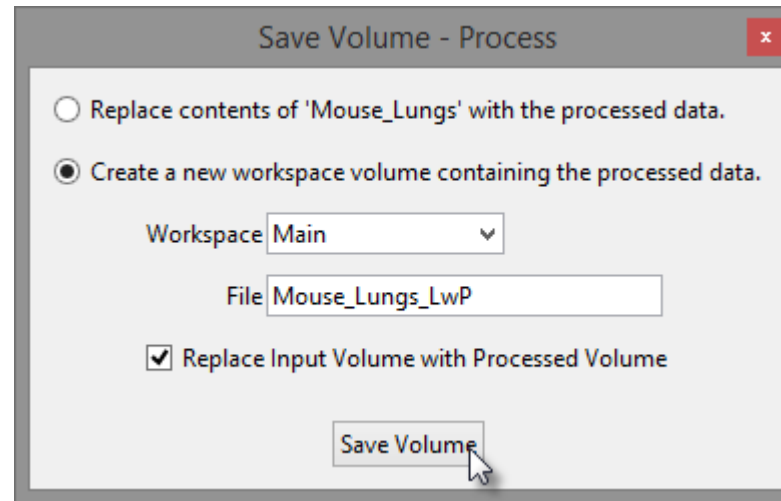 Save Volume - Process
x
Replace contents of 'Mouse_Lungs' with the processed data.
Create a new workspace volume containing the processed data.
Workspace Main
File Mouse_Lungs_LwP
Replace Input Volume with Processed Volume
Save Volume